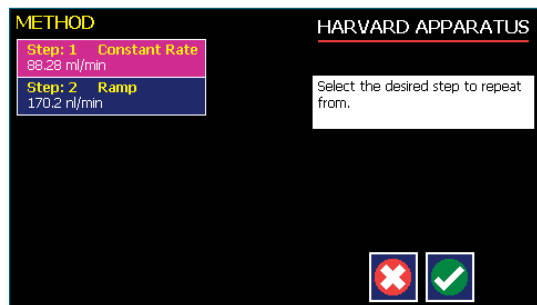 METHOD
Step: 1 Constant Rate
88.28 ml/min
Step: 2 Ramp
170.2 nl/min
HARVARD APPARATUS
Select the desired step to repeat
from.